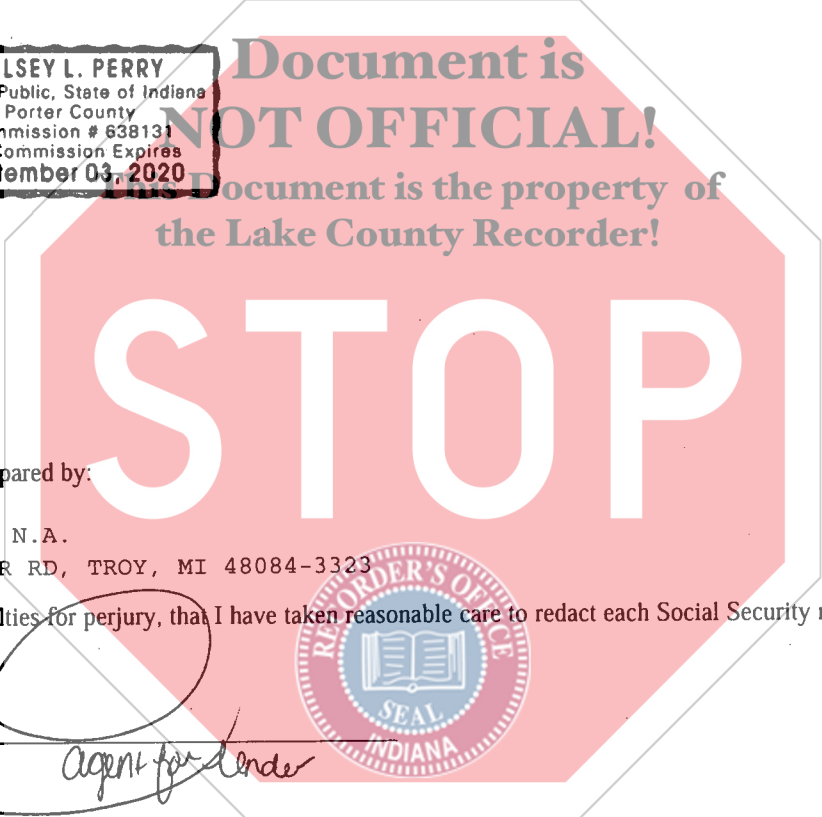 LSEY L. PERRY
Public, State of Indiana
Porter County
mmission # 638131
Commission Expires
tember 03, 2020
Document is
NOT OFFICIAL!
This Document is the property of
the Lake County Recorder!
STOP
pared by:
N.A.
R RD, TROY, MI 48084-3323
lties for perjury, that I have taken reasonable care to redact each Social Security
RECORDER'S OFFICE
SEAL
INDIANA
agent for lender